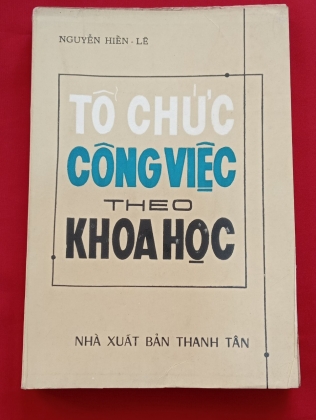 NGUYỄN HIẾN - LÊ
TỔ CHỨC
CÔNG VIỆC
THEO
KHOA HỌC
NHÀ XUẤT BẢN THANH TÂN